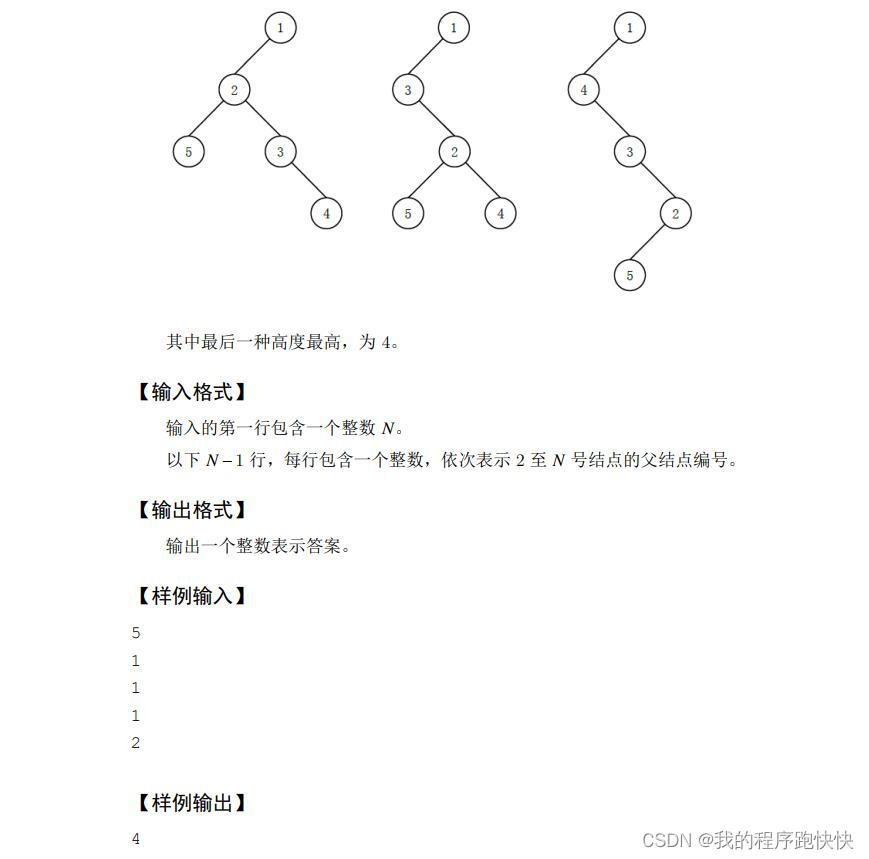 1 1 1
2 3 4
5 3 2 3
4 5 4 2
5
其中最后一种高度最高，为 4。
【输入格式】
输入的第一行包含一个整数 N。
以下 N – 1 行，每行包含一个整数，依次表示 2 至 N 号结点的父结点编号。
【输出格式】
输出一个整数表示答案。
【样例输入】
5
1
1
1
2
【样例输出】
4
CSDN @我的程序跑快快